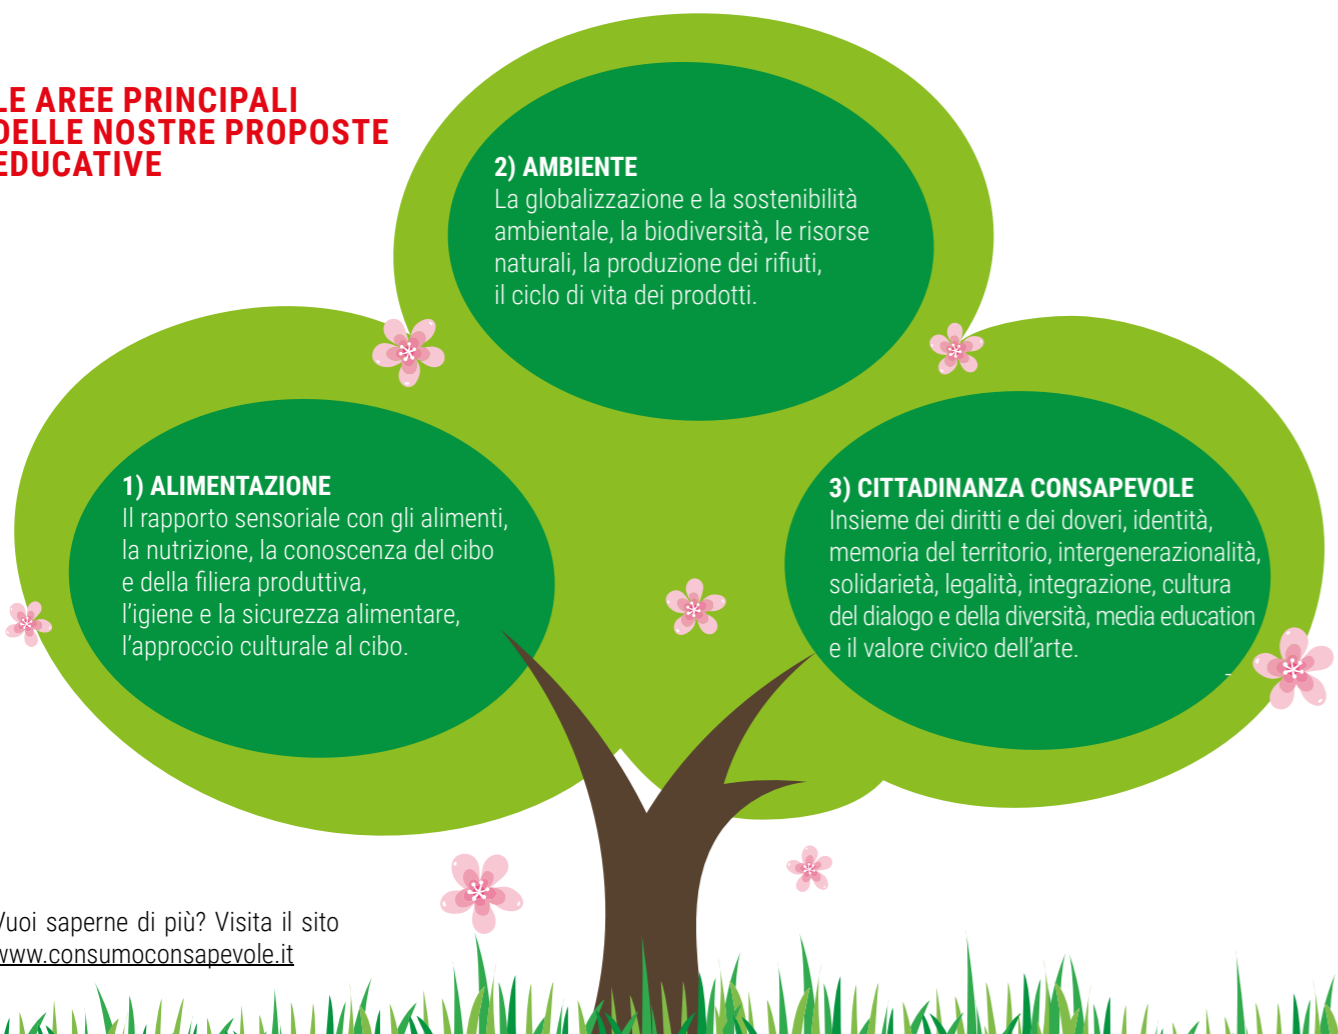 LE AREE PRINCIPALI
DELLE NOSTRE PROPOSTE
EDUCATIVE
2) AMBIENTE
La globalizzazione e la sostenibilità
ambientale, la biodiversità, le risorse
naturali, la produzione dei rifiuti,
il ciclo di vita dei prodotti.
1) ALIMENTAZIONE
Il rapporto sensoriale con gli alimenti,
la nutrizione, la conoscenza del cibo
e della filiera produttiva,
l'igiene e la sicurezza alimentare,
l'approccio culturale al cibo.
3) CITTADINANZA CONSAPEVOLE
Insieme dei diritti e dei doveri, identità,
memoria del territorio, intergenerazionalità,
solidarietà, legalità, integrazione, cultura
del dialogo e della diversità, media education
e il valore civico dell'arte.
Vuoi saperne di più? Visita il sito
www.consumoconsapevole.it